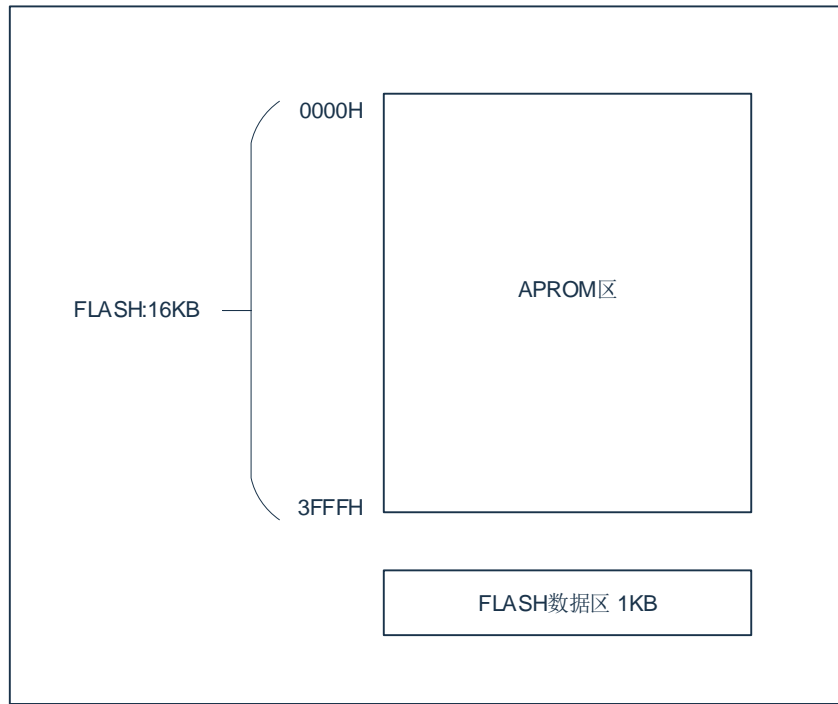 0000H
APROM区
FLASH:16KB
3FFFH
FLASH数据区 1KB